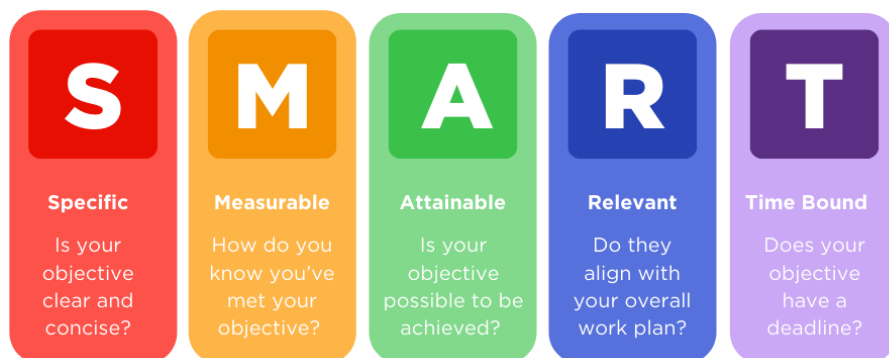 S
Specific
Is your
objective
clear and
concise?
M
Measurable
How do you
know you've
met your
objective?
A
Attainable
Is your
objective
possible to be
achieved?
R
Relevant
Do they
align with
your overall
work plan?
T
Time Bound
Does your
objective
have a
deadline?